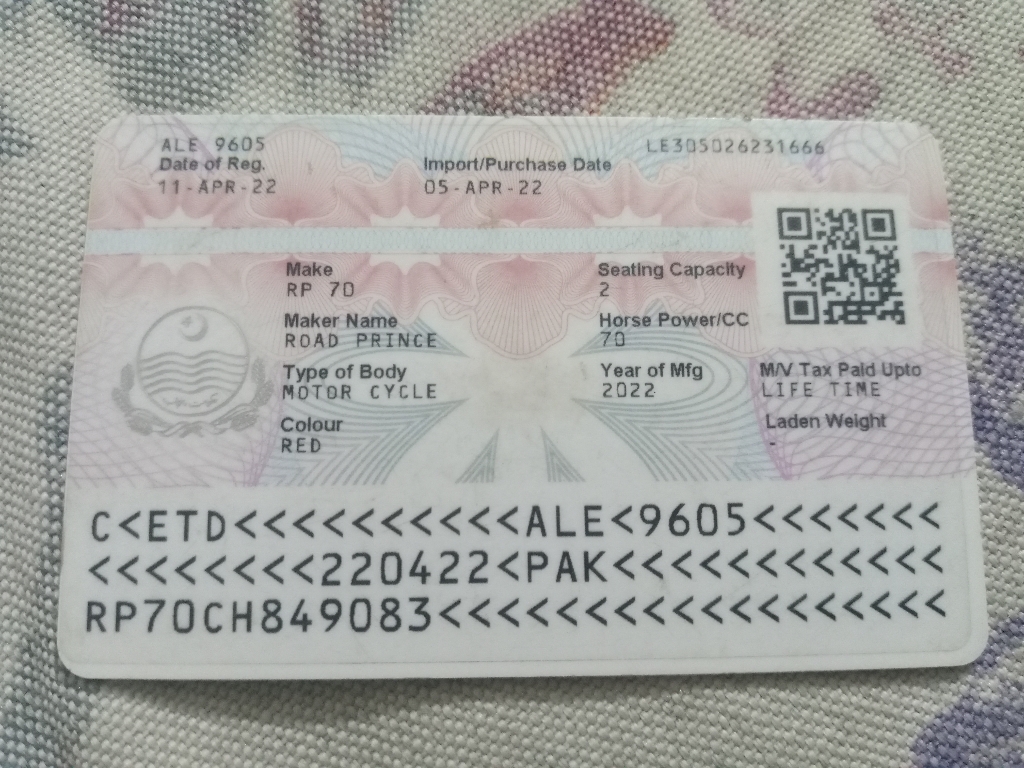 ALE 9605
LE305026231666
Date of Reg.
Import/Purchase Date
11-APR-22
05-APR-22
Make
Seating Capacity
RP 70
2
Maker Name
Horse Power/CC
ROAD PRINCE
70
Type of Body
Year of Mfg
M/V Tax Paid Upto
MOTOR CYCLE
2022
LIFE TIME
Colour
Laden Weight
RED
-
C<ETD<<<<<<<<<<<ALE<9605<<<<<<<
<<<<<<<<220422<PAK<<<<<<<<<<<<<
RP70CH849083<<<<<<<<<<<<<<<<<<<